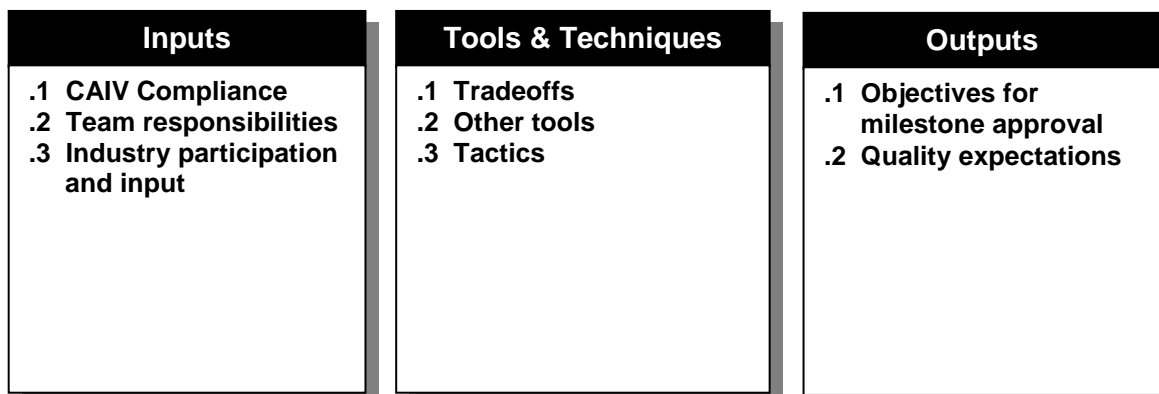 Inputs
.1 CAIV Compliance
.2 Team responsibilities
.3 Industry participation
and input
Tools & Techniques
.1 Tradeoffs
.2 Other tools
.3 Tactics
Outputs
.1 Objectives for
milestone approval
.2 Quality expectations